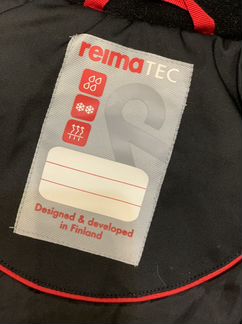 reimaTEC
Designed & developed
in Finland